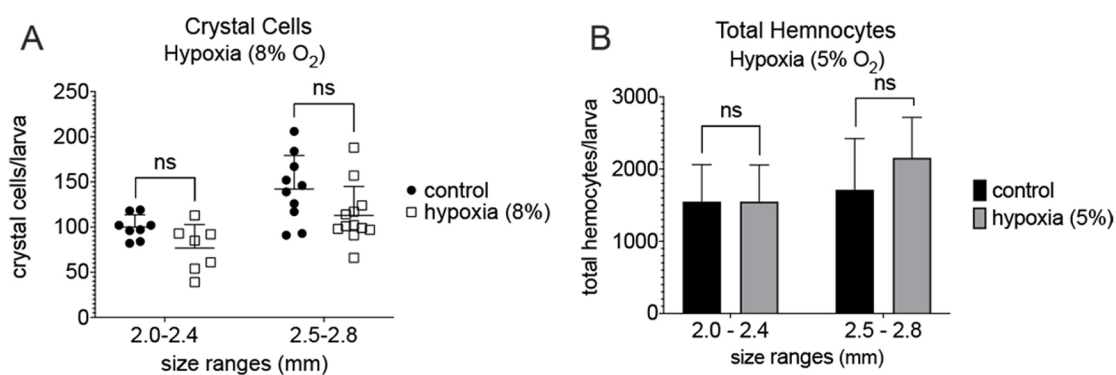 A
Crystal Cells
Hypoxia (8% O2)
250
200
150
100
50
0
crystal cells/larva
ns
ns
2.0-2.4
2.5-2.8
size ranges (mm)
control
hypoxia (8%)
B
Total Hemnocytes
Hypoxia (5% O2)
3000
2000
1000
0
total hemocytes/larva
ns
ns
2.0 - 2.4
2.5 - 2.8
size ranges (mm)
control
hypoxia (5%)